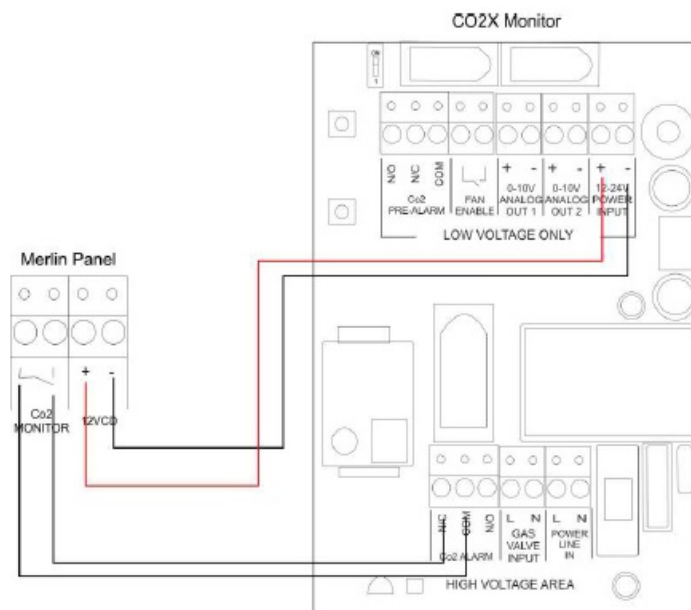 CO2X Monitor
ON
1
N/O
N/C
COM
Co2
PRE-ALARM
FAN
ENABLE
+ -
0-10V
ANALOG
OUT 1
+ -
0-10V
ANALOG
OUT 2
+ -
12-24V
POWER
INPUT
LOW VOLTAGE ONLY
Merlin Panel
+ -
Co2
MONITOR
12VCD
N/C
COM
N/O
Co2 ALARM
L N
GAS
VALVE
INPUT
L N
POWER
LINE
IN
HIGH VOLTAGE AREA